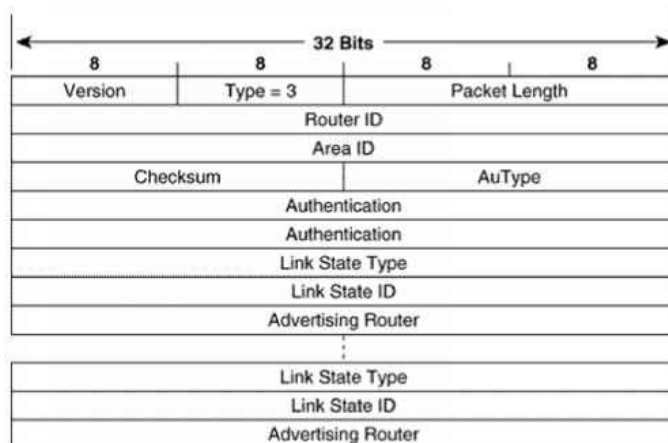 32 Bits
8 8 8 8
Version Type = 3 Packet Length
Router ID
Area ID
Checksum AuType
Authentication
Authentication
Link State Type
Link State ID
Advertising Router
Link State Type
Link State ID
Advertising Router